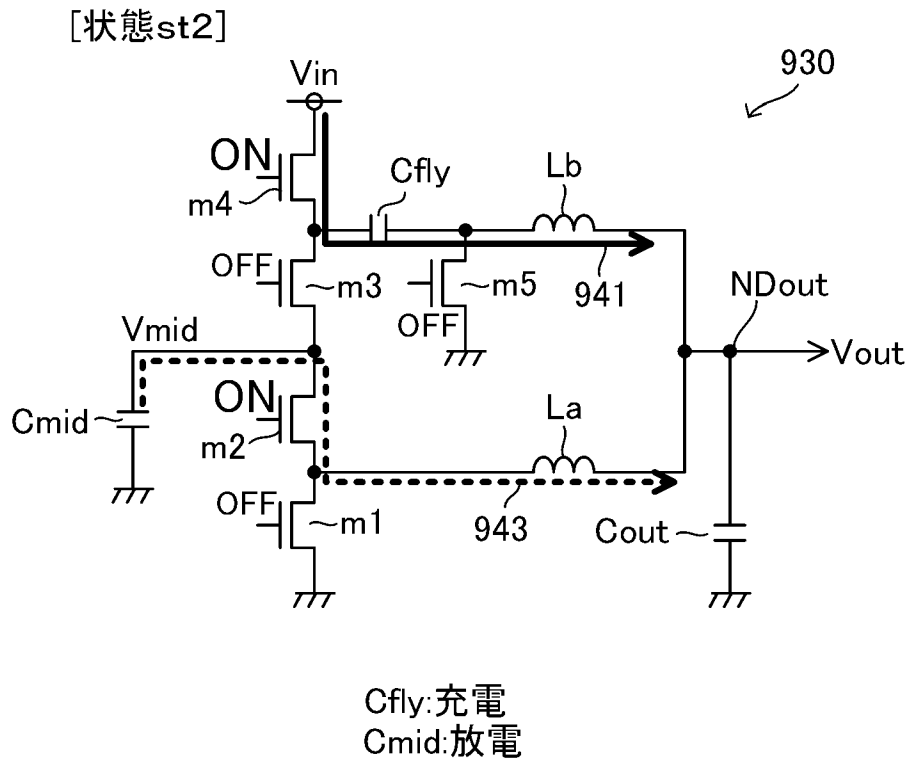 [状態st2]
Vin
930
ON
m4
Cfly
Lb
OFF
m3
m5
941
NDout
OFF
Vmid
Vout
Cmid
ON
m2
La
OFF
m1
943
Cout
Cfly:充電
Cmid:放電